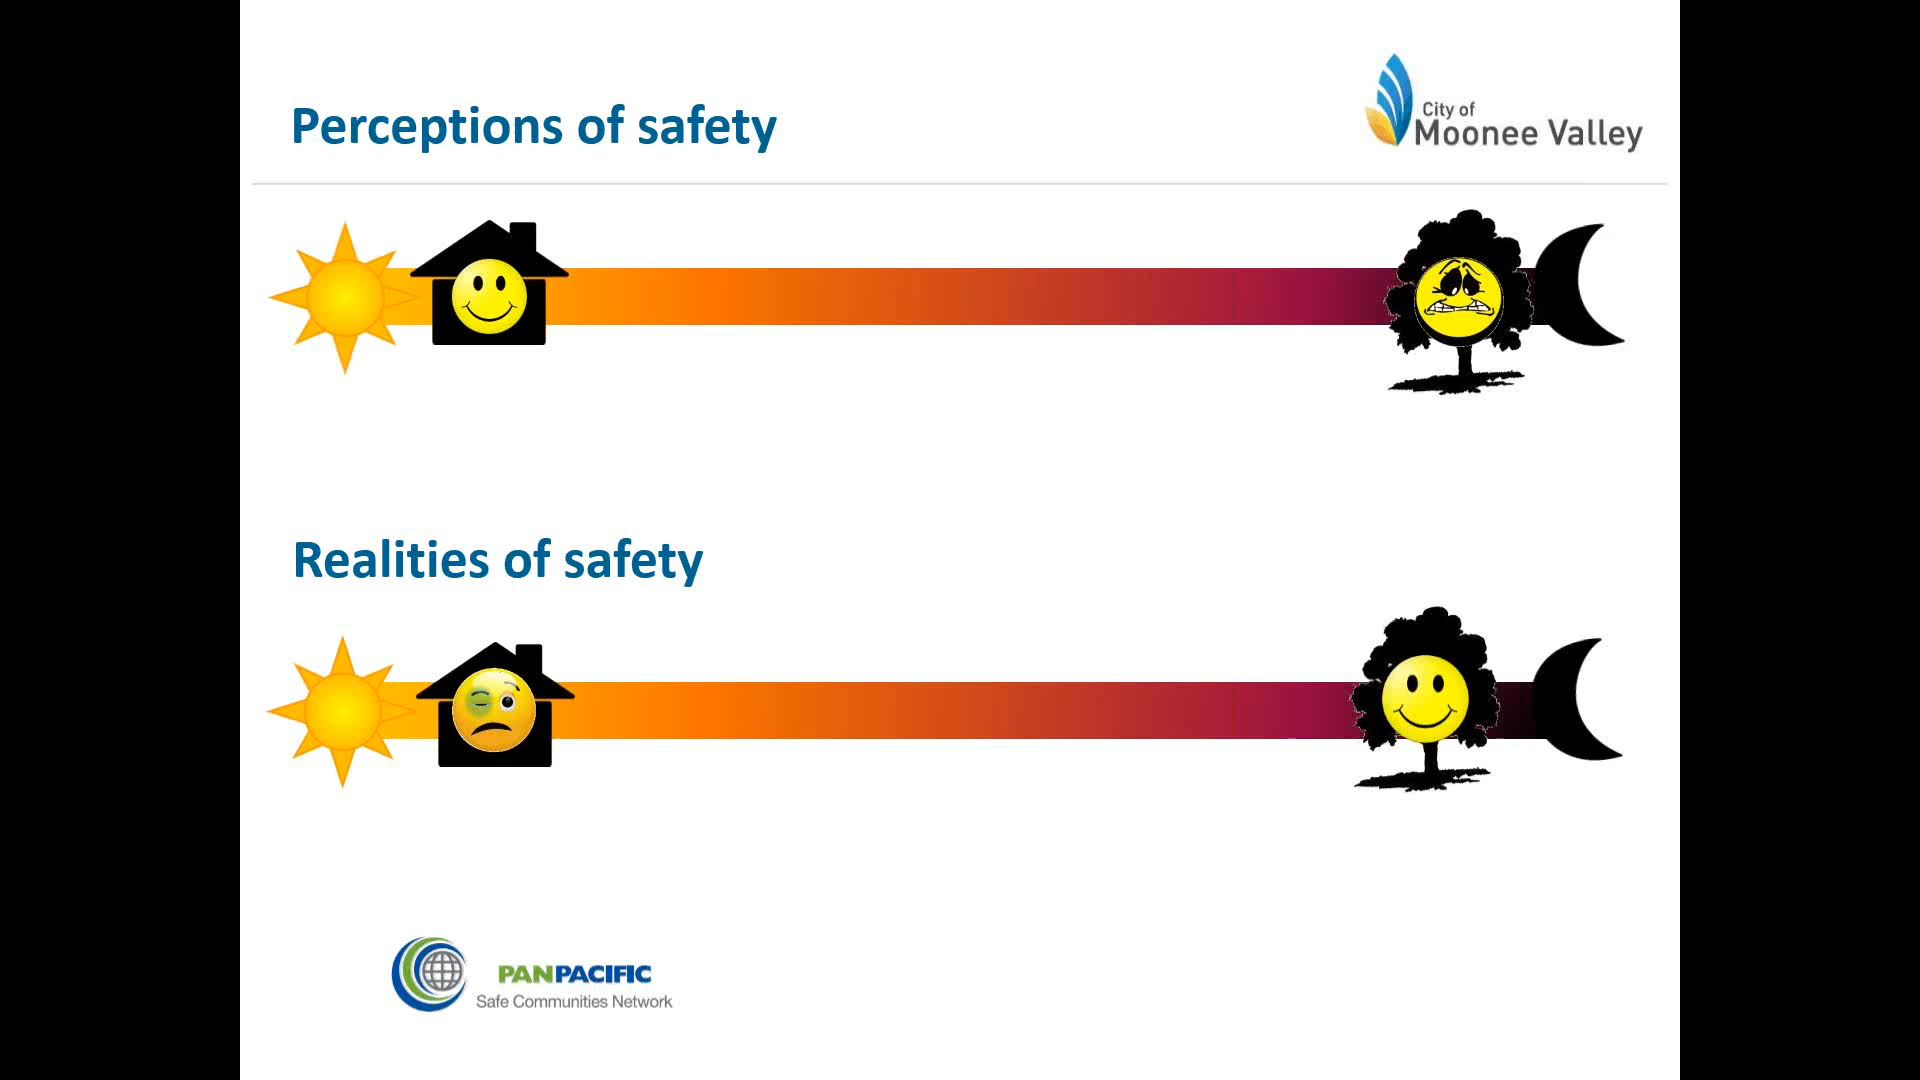 Perceptions of safety
City of
Moonee Valley
Realities of safety
PANPACIFIC
Safe Communities Network